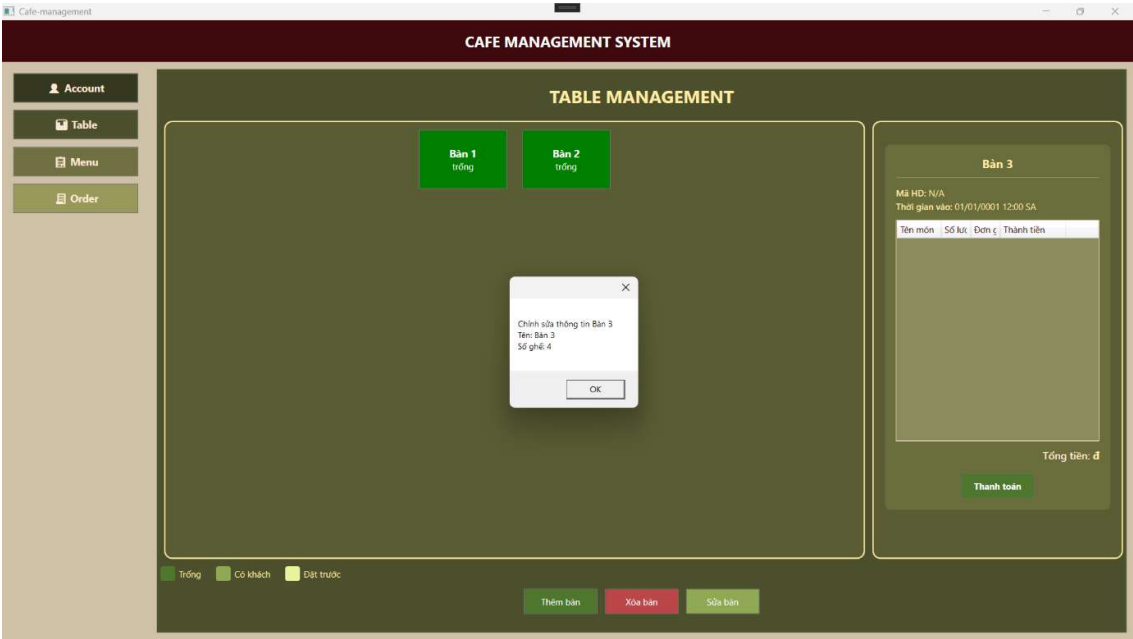 Cafe-management
CAFE MANAGEMENT SYSTEM
Account
Table
Menu
Order
TABLE MANAGEMENT
Bàn 1
trống
Bàn 2
trống
Chỉnh sửa thông tin Bàn 3
Tên: Bàn 3
Số ghế: 4
OK
Bàn 3
Mã HD: N/A
Thời gian vào: 01/01/0001 12:00 SA
Tên món Số lượ Đơn g Thành tiền
Tổng tiền: đ
Thanh toán
Trống Có khách Đặt trước
Thêm bàn Xóa bàn Sửa bàn